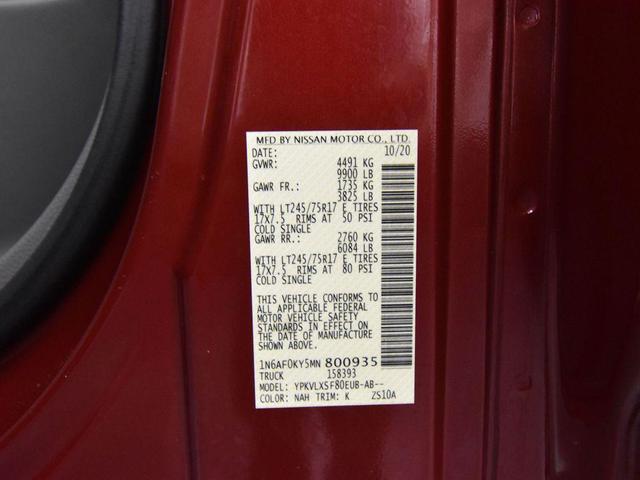 MFD BY NISSAN MOTOR CO., LTD.
DATE: 10/20
GVWR: 4491 KG
9900 LB
GAWR FR.: 1735 KG
3825 LB
WITH LT245/75R17 E TIRES
17X7.5 RIMS AT 50 PSI
COLD SINGLE
GAWR RR.: 2760 KG
6084 LB
WITH LT245/75R17 E TIRES
17X7.5 RIMS AT 80 PSI
COLD SINGLE
THIS VEHICLE CONFORMS TO
ALL APPLICABLE FEDERAL
MOTOR VEHICLE SAFETY
STANDARDS IN EFFECT ON
THE DATE OF MANUFACTURE
SHOWN ABOVE.
1N6AF0KY5MN 800935
TRUCK 158393
MODEL: YPKVLXSF80EUB-AB--
COLOR: NAH TRIM: K ZS10A